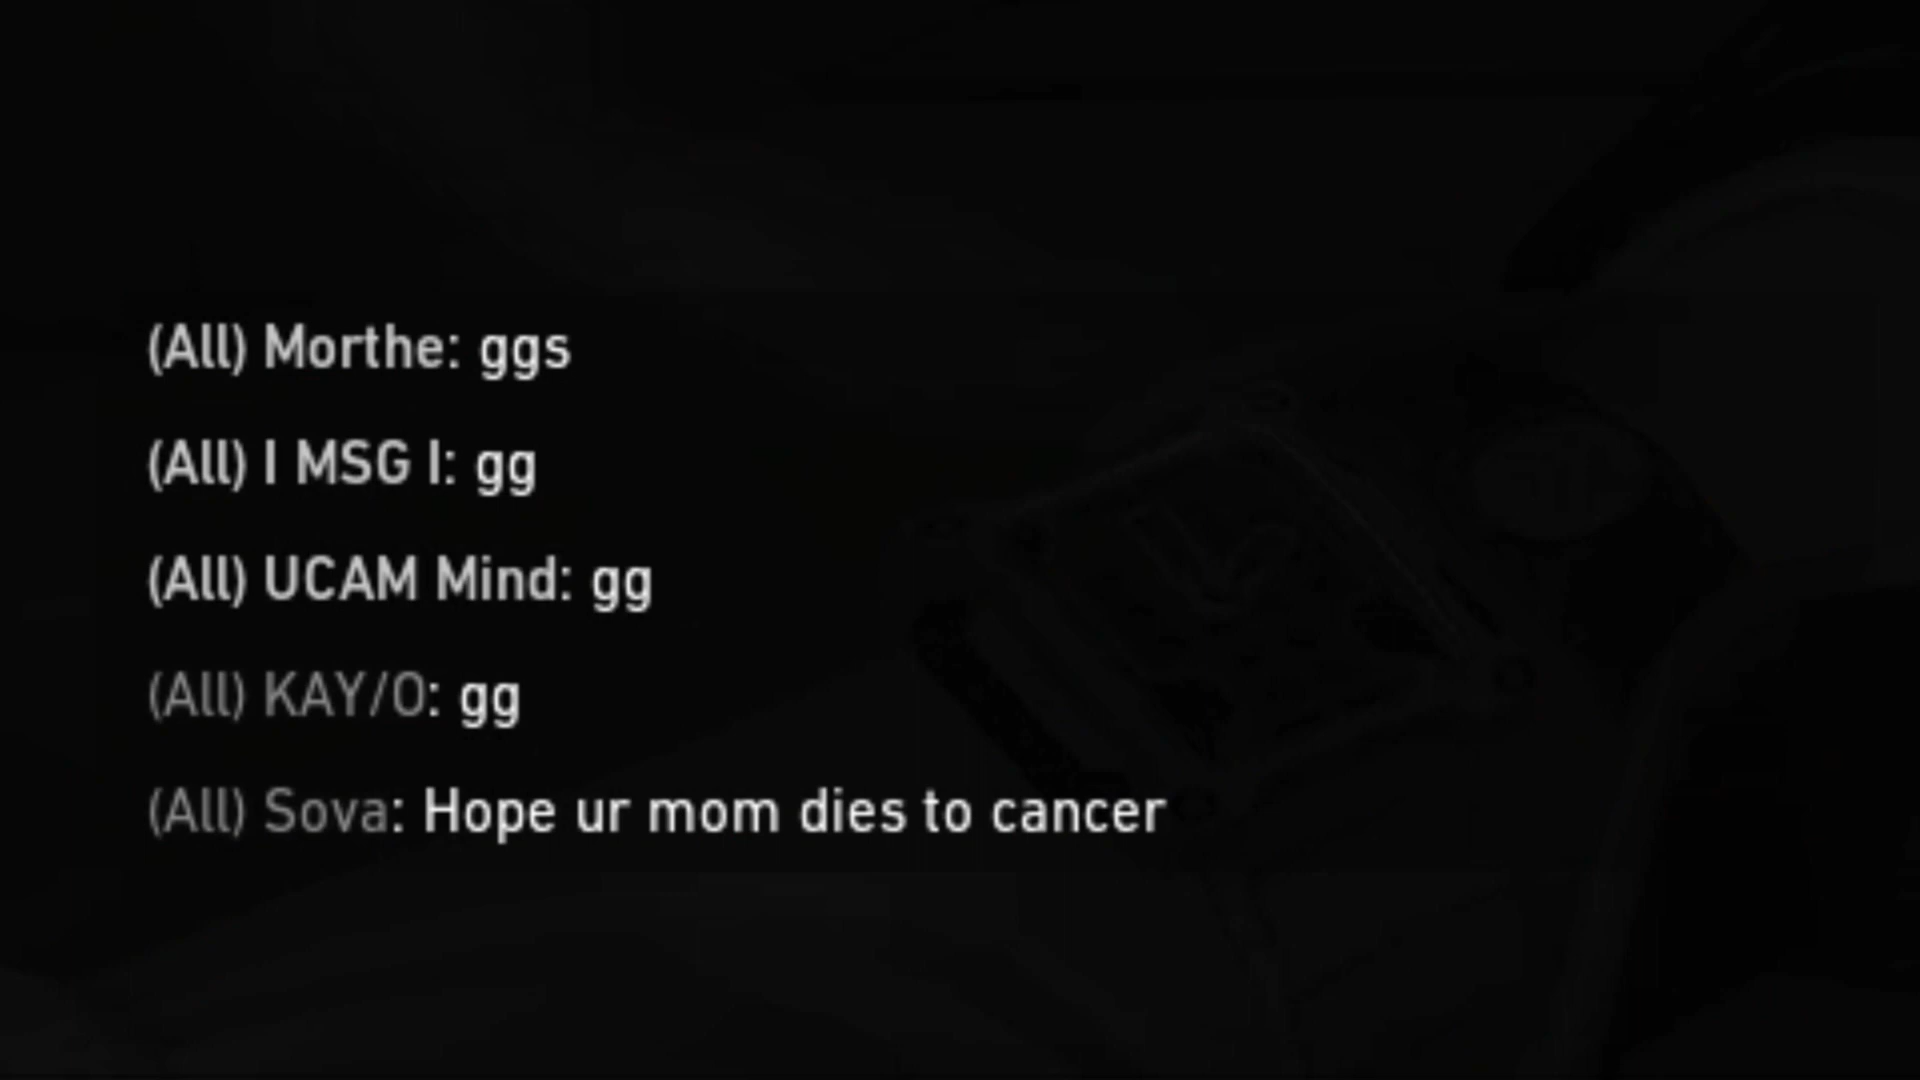 (All) Morthe: ggs
(All) I MSG I: gg
(All) UCAM Mind: gg
(All) KAY/O: gg
(All) Sova: Hope ur mom dies to cancer